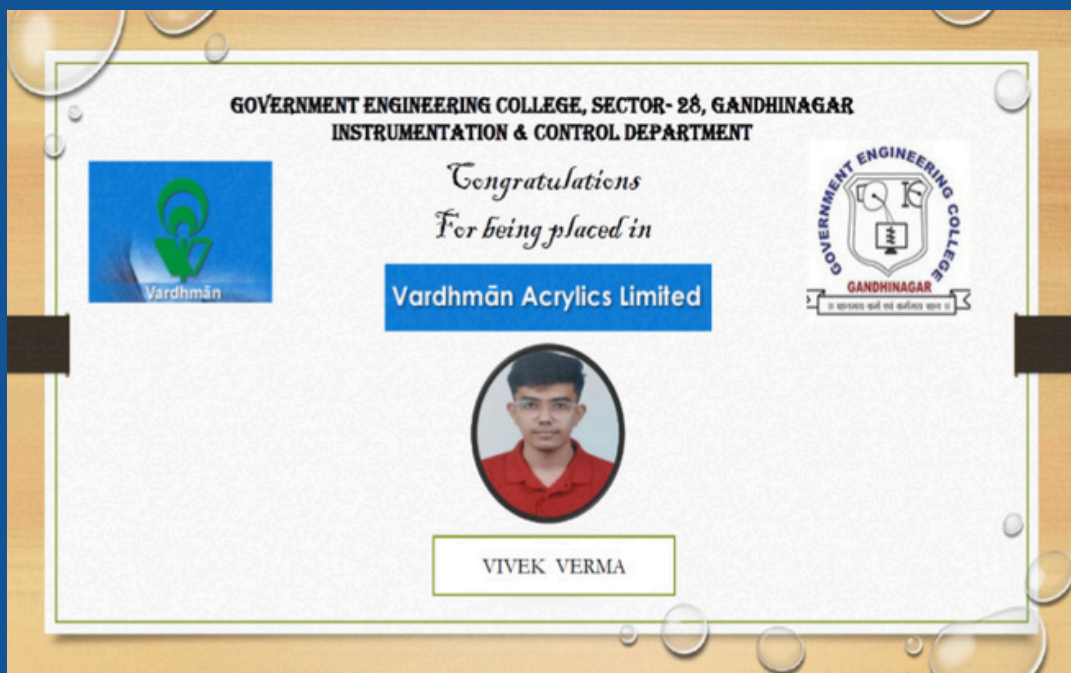 GOVERNMENT ENGINEERING COLLEGE, SECTOR- 28, GANDHINAGAR
INSTRUMENTATION & CONTROL DEPARTMENT
Congratulations
For being placed in
Vardhmān
Vardhmān Acrylics Limited
GOVERNMENT ENGINEERING COLLEGE
GANDHINAGAR
VIVEK VERMA